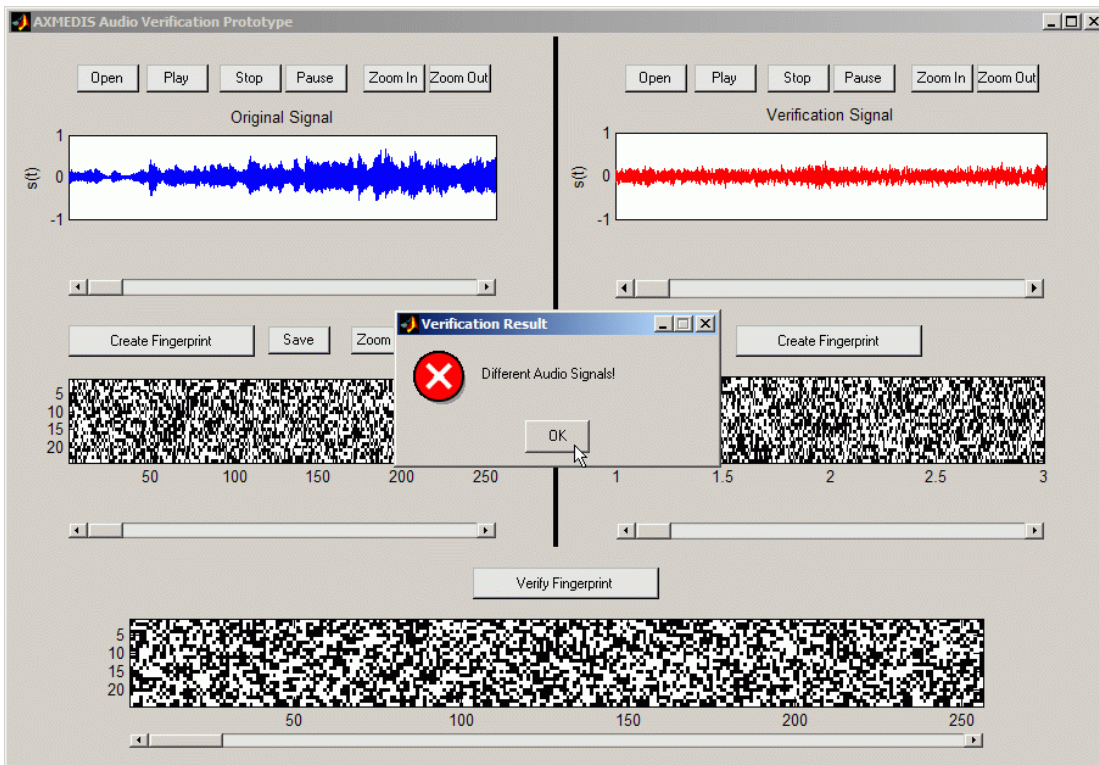 AXMEDIS Audio Verification Prototype
Open Play Stop Pause Zoom In Zoom Out
Open Play Stop Pause Zoom In Zoom Out
Original Signal
Verification Signal
1
0
-1
s(t)
1
0
-1
s(t)
Create Fingerprint Save Zoom
Verification Result
Different Audio Signals!
OK
Create Fingerprint
5
10
15
20
50 100 150 200 250
1 1.5 2 2.5 3
Verify Fingerprint
5
10
15
20
50 100 150 200 250